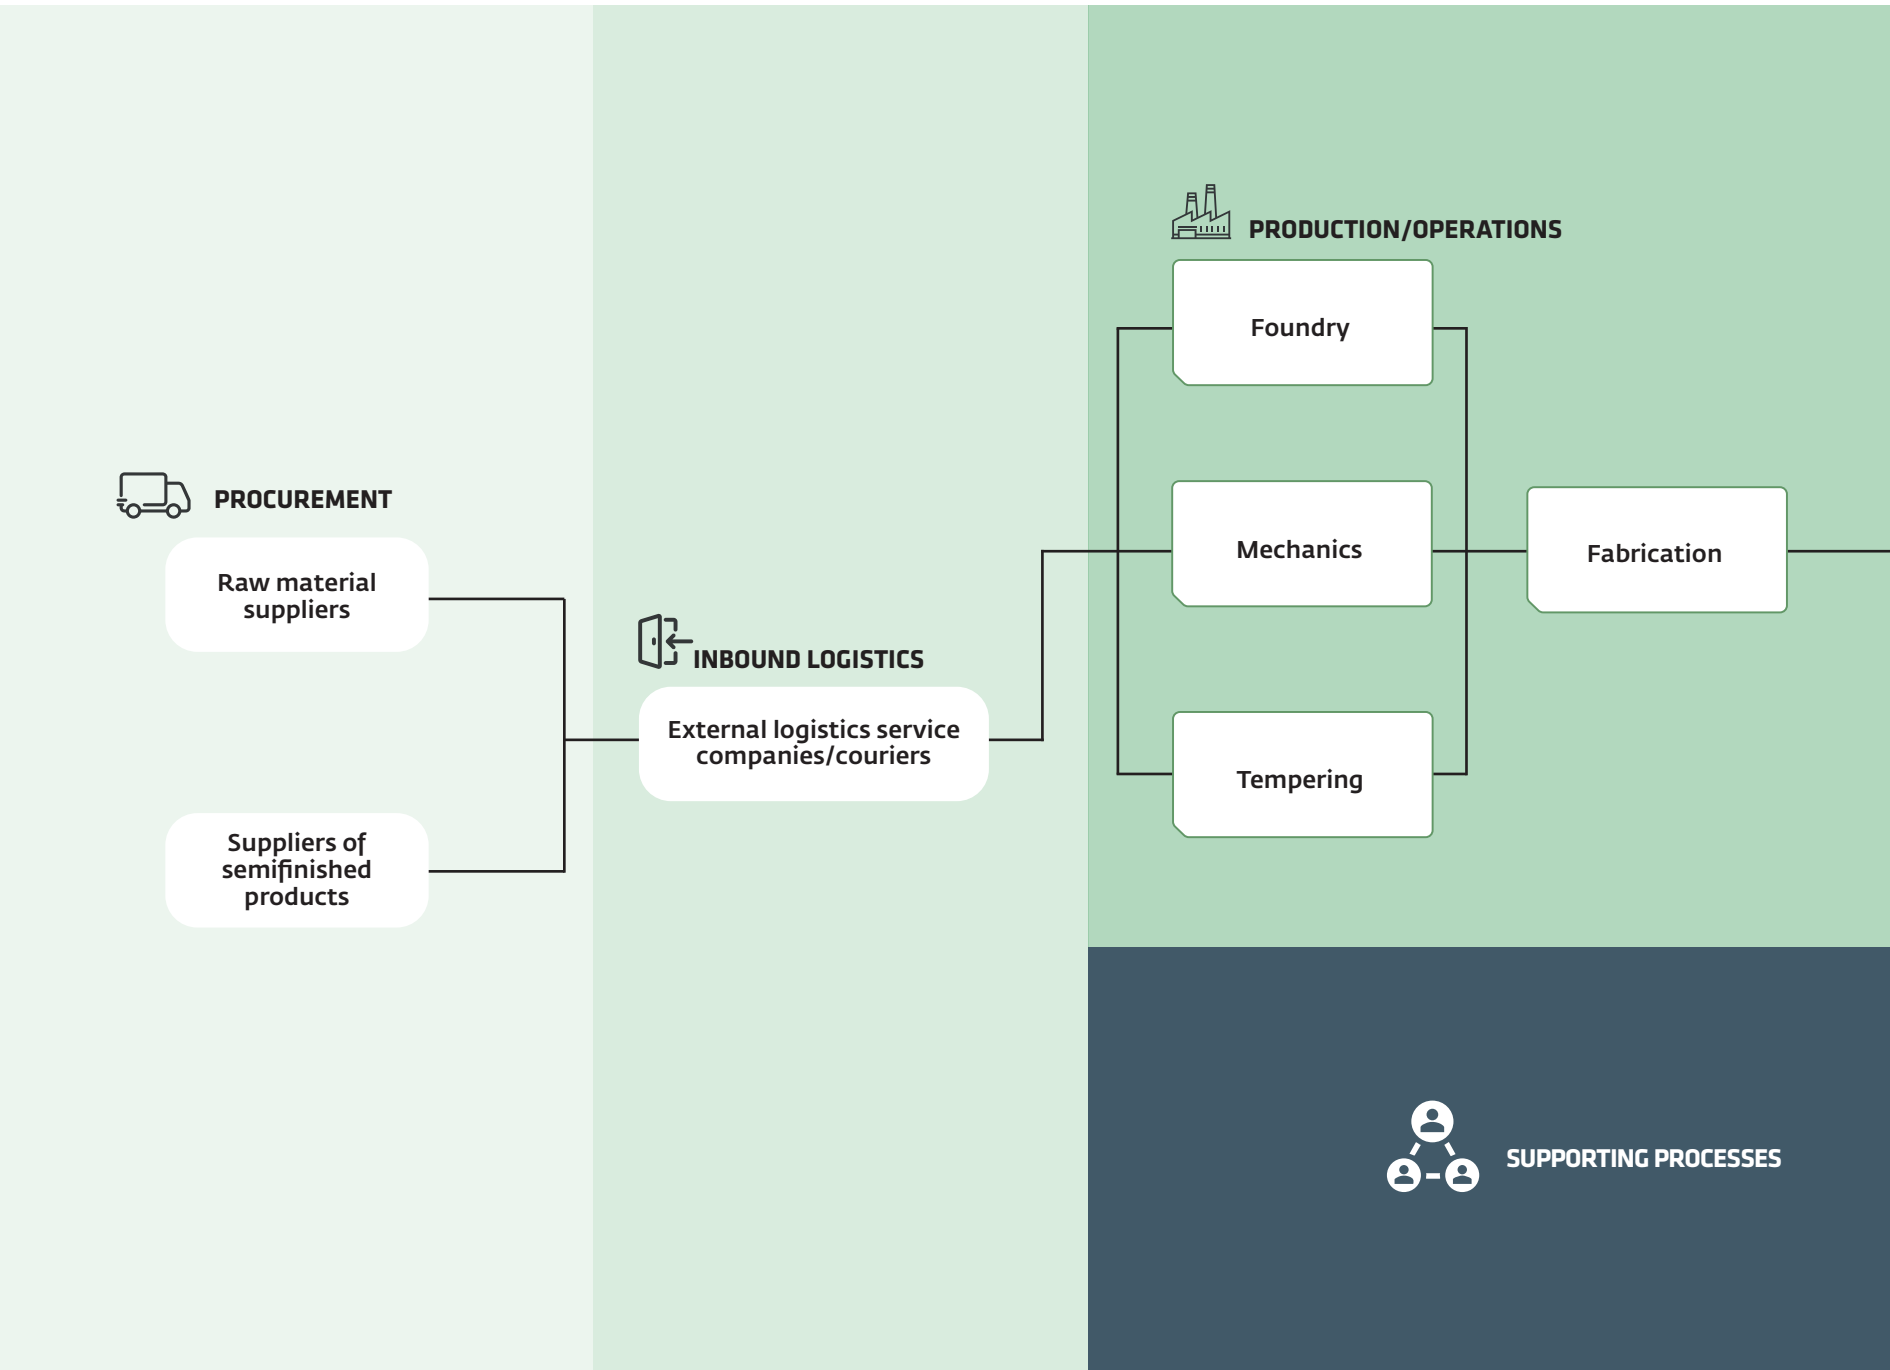 PROCUREMENT
Raw material
suppliers
Suppliers of
semifinished
products
INBOUND LOGISTICS
External logistics service
companies/couriers
PRODUCTION/OPERATIONS
Foundry
Mechanics
Tempering
Fabrication
SUPPORTING PROCESSES